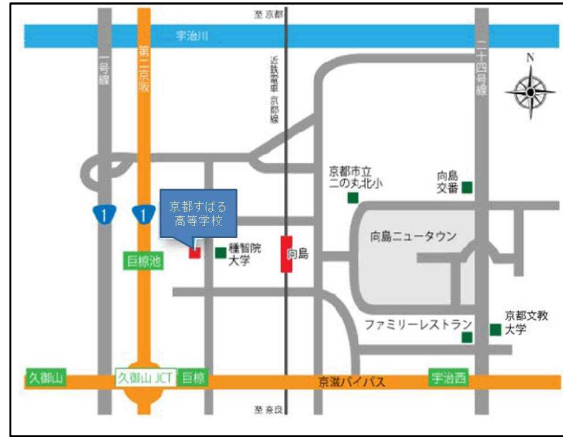 至 京都
宇治川
一号線
第二京阪
近鉄電車 京都線
二十四号線
N
京都市立
二の丸北小
向島
交番
京都すばる
高等学校
1
1
向島ニュータウン
巨椋池
種智院
大学
向島
京都文教
大学
ファミリーレストラン
久御山
久御山 JCT
巨椋
京滋バイパス
宇治西
至 奈良